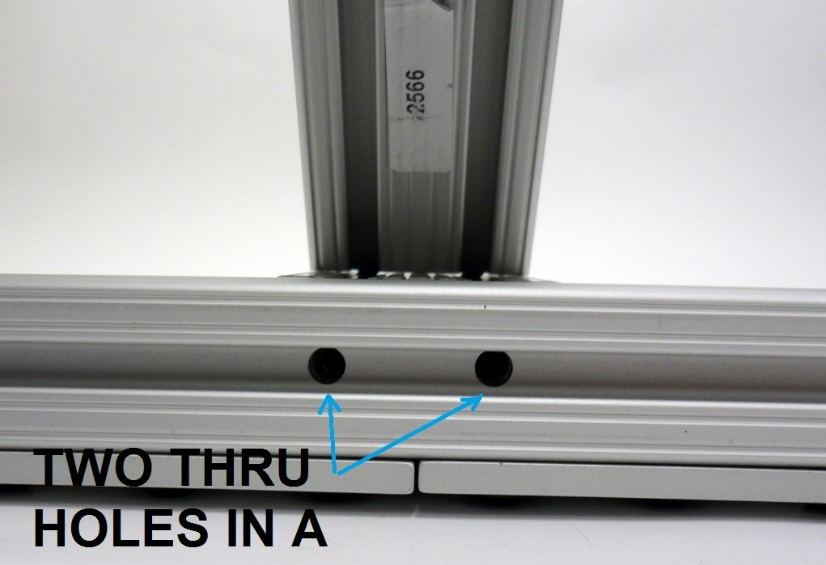 2566
TWO THRU
HOLES IN A